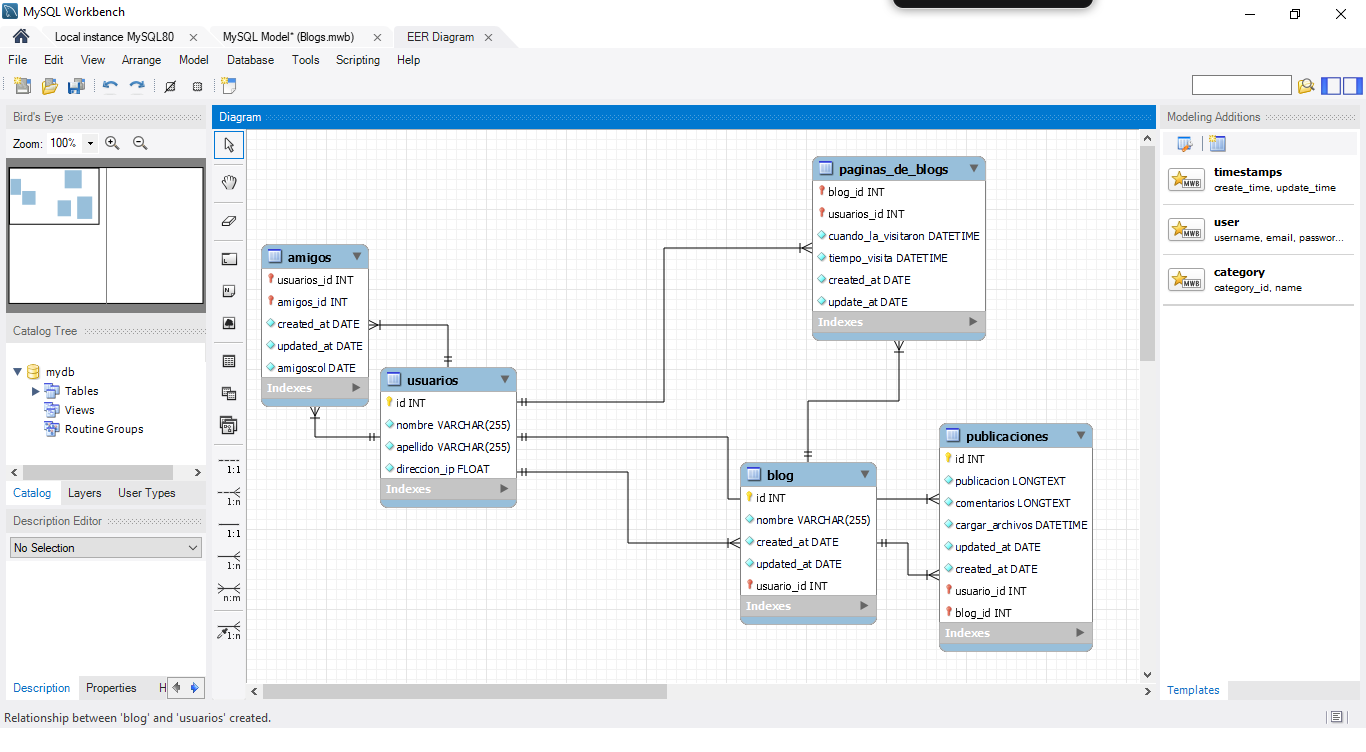 MySQL Workbench
Local instance MySQL80
MySQL Model* (Blogs.mwb)
EER Diagram
File Edit View Arrange Model Database Tools Scripting Help
Bird's Eye
Zoom: 100%
Catalog Tree
mydb
Tables
Views
Routine Groups
Catalog Layers User Types
Description Editor
No Selection
Description Properties H
Diagram
1:1
1:n
1:1
1:n
n:m
1:n
amigos
usuarios_id INT
amigos_id INT
created_at DATE
updated_at DATE
amigoscol DATE
Indexes
usuarios
id INT
nombre VARCHAR(255)
apellido VARCHAR(255)
direccion_ip FLOAT
Indexes
paginas_de_blogs
blog_id INT
usuarios_id INT
cuando_la_visitaron DATETIME
tiempo_visita DATETIME
created_at DATE
update_at DATE
Indexes
blog
id INT
nombre VARCHAR(255)
created_at DATE
updated_at DATE
usuario_id INT
Indexes
publicaciones
id INT
publicacion LONGTEXT
comentarios LONGTEXT
cargar_archivos DATETIME
updated_at DATE
created_at DATE
usuario_id INT
blog_id INT
Indexes
Modeling Additions
MWB
timestamps
create_time, update_time
MWB
user
username, email, passwor...
MWB
category
category_id, name
Templates
Relationship between 'blog' and 'usuarios' created.